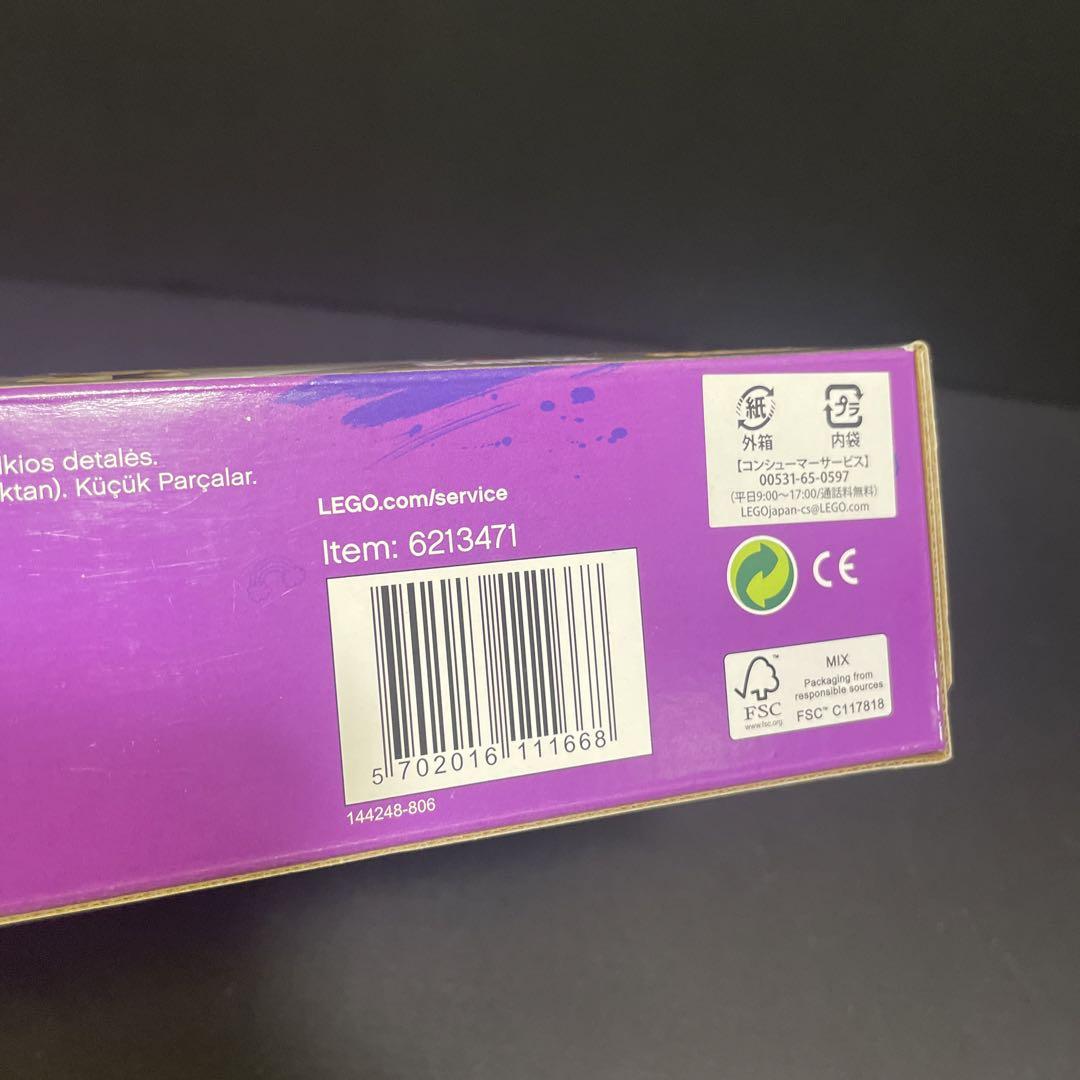 lkios detalės.
ktan). Küçük Parçalar.
LEGO.com/service
Item: 6213471
5 702016 111668
144248-806
紙 プラ
外箱 内袋
【コンシューマーサービス】
00531-65-0597
(平日9:00～17:00/通話料無料)
LEGOjapan-cs@LEGO.com
CE
FSC
www.fsc.org
MIX
Packaging from
responsible sources
FSC™ C117818